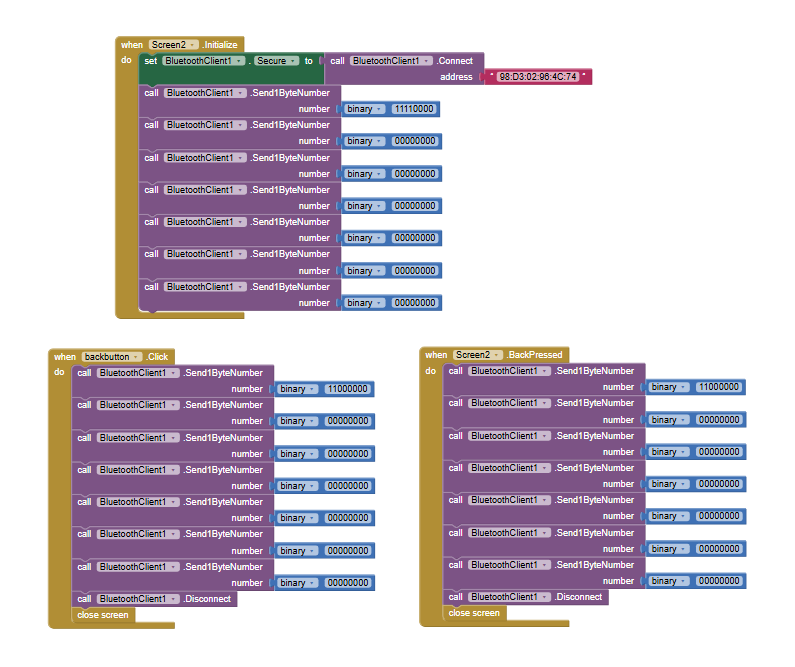 when Screen2 .Initialize
do set BluetoothClient1 . Secure to call BluetoothClient1 .Connect
address " 98:D3:02:96:4C:74 "
call BluetoothClient1 .Send1ByteNumber
number binary 11110000
call BluetoothClient1 .Send1ByteNumber
number binary 00000000
call BluetoothClient1 .Send1ByteNumber
number binary 00000000
call BluetoothClient1 .Send1ByteNumber
number binary 00000000
call BluetoothClient1 .Send1ByteNumber
number binary 00000000
call BluetoothClient1 .Send1ByteNumber
number binary 00000000
call BluetoothClient1 .Send1ByteNumber
number binary 00000000
when backbutton .Click
do call BluetoothClient1 .Send1ByteNumber
number binary 11000000
call BluetoothClient1 .Send1ByteNumber
number binary 00000000
call BluetoothClient1 .Send1ByteNumber
number binary 00000000
call BluetoothClient1 .Send1ByteNumber
number binary 00000000
call BluetoothClient1 .Send1ByteNumber
number binary 00000000
call BluetoothClient1 .Send1ByteNumber
number binary 00000000
call BluetoothClient1 .Send1ByteNumber
number binary 00000000
call BluetoothClient1 .Disconnect
close screen
when Screen2 .BackPressed
do call BluetoothClient1 .Send1ByteNumber
number binary 11000000
call BluetoothClient1 .Send1ByteNumber
number binary 00000000
call BluetoothClient1 .Send1ByteNumber
number binary 00000000
call BluetoothClient1 .Send1ByteNumber
number binary 00000000
call BluetoothClient1 .Send1ByteNumber
number binary 00000000
call BluetoothClient1 .Send1ByteNumber
number binary 00000000
call BluetoothClient1 .Send1ByteNumber
number binary 00000000
call BluetoothClient1 .Disconnect
close screen